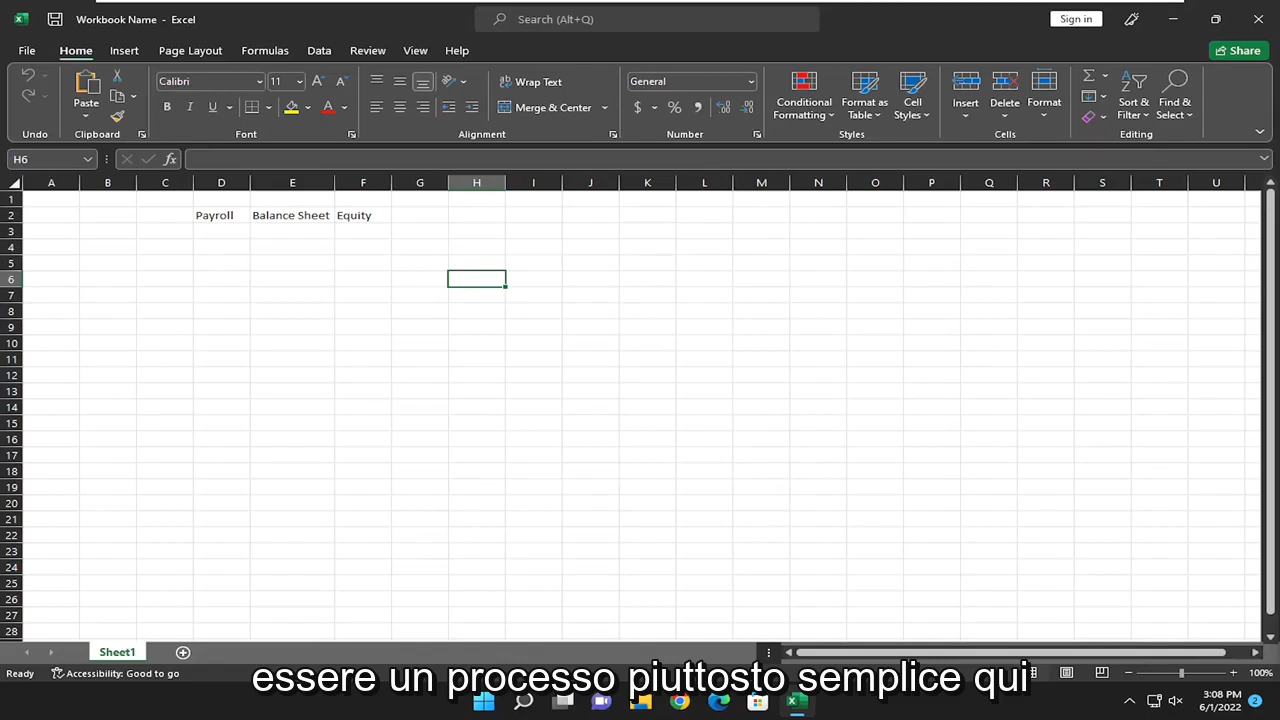 Workbook Name - Excel
Search (Alt+Q)
Sign in
File Home Insert Page Layout Formulas Data Review View Help
Share
Calibri 11
Wrap Text
General
Paste
Merge & Center
$ % ,
Conditional Formatting
Format as Table
Cell Styles
Insert
Delete
Format
Sort & Filter
Find & Select
B I U
Undo Clipboard Font Alignment Number Styles Cells Editing
H6
fx
A B C D E F G H I J K L M N O P Q R S T U
1
2 Payroll Balance Sheet Equity
3
4
5
6
7
8
9
10
11
12
13
14
15
16
17
18
19
20
21
22
23
24
25
26
27
28
Sheet1
Ready Accessibility: Good to go
100%
essere un processo piuttosto semplice qui
3:08 PM
6/1/2022
2